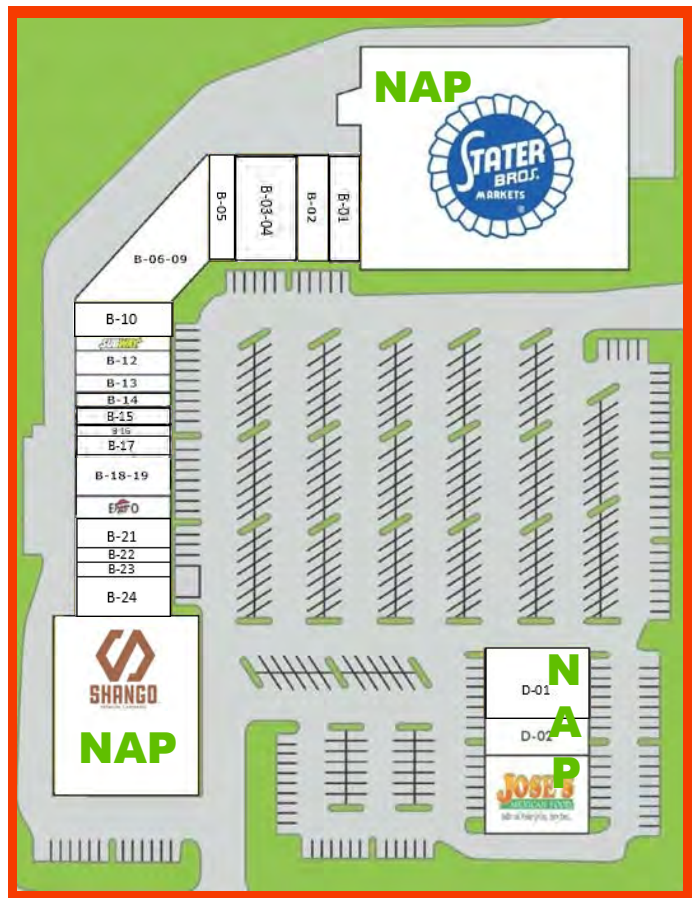 NAP
STATER
BROS.
MARKETS
B-05
B-03-04
B-02
B-01
B-06-09
B-10
SUBWAY
B-12
B-13
B-14
B-15
B-16
B-17
B-18-19
B-21
B-22
B-23
B-24
SHANGO
NAP
D-01
D-02
NAP
JOSE'S
MEXICAN FOOD